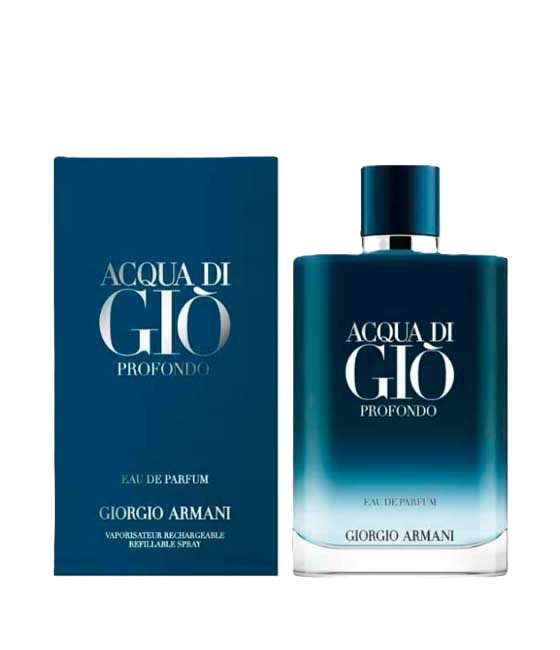 ACQUA DI
GIÒ
PROFONDO
EAU DE PARFUM
GIORGIO ARMANI
VAPORISATEUR RECHARGEABLE
REFILLABLE SPRAY
ACQUA DI
GIÒ
PROFONDO
EAU DE PARFUM
GIORGIO ARMANI